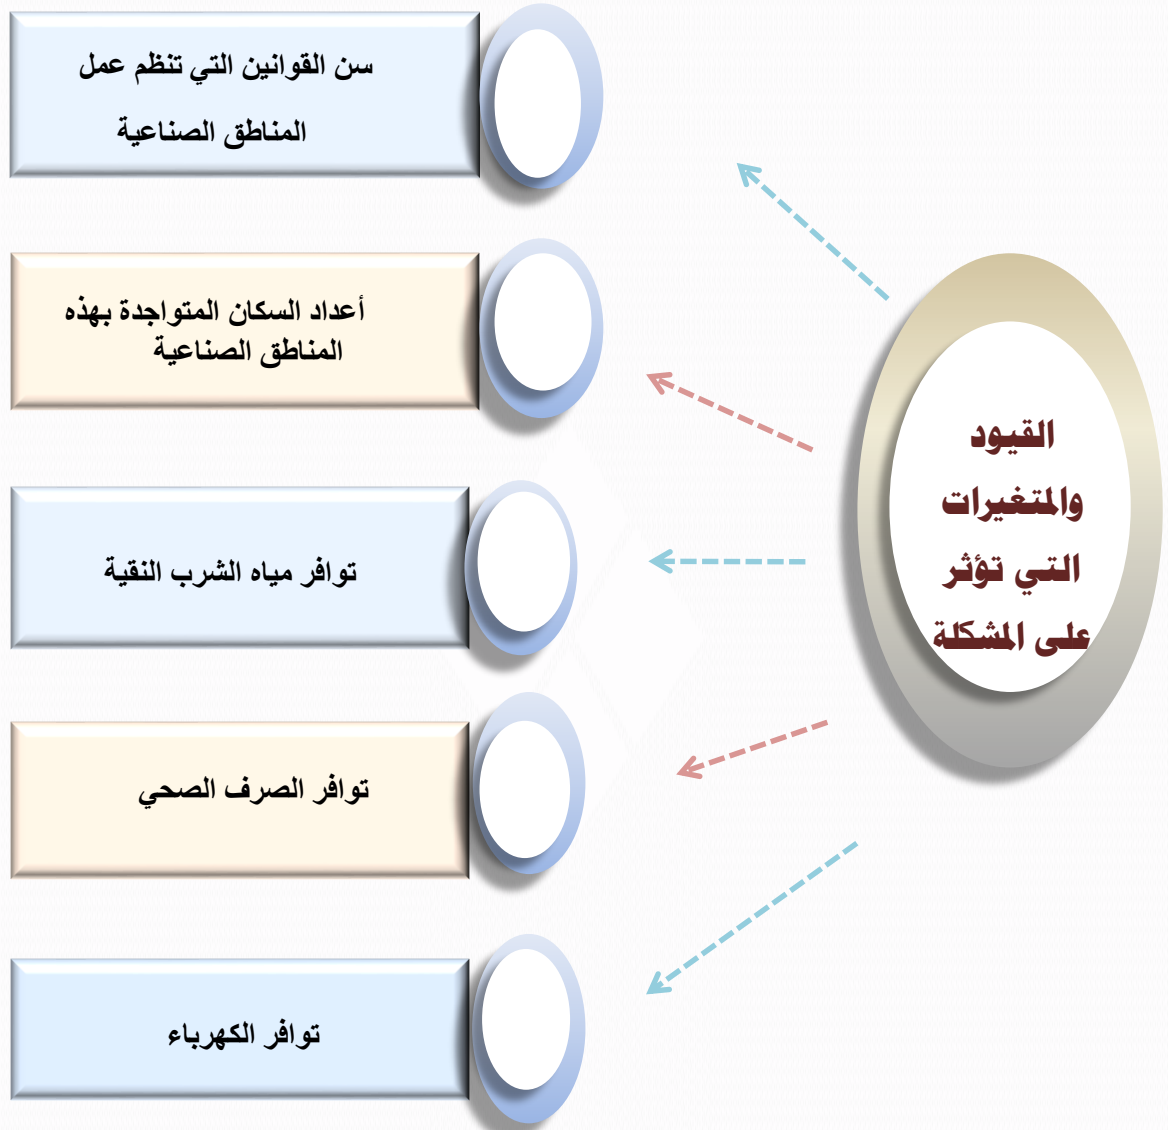 القيود
والمتغيرات
التي تؤثر
على المشكلة
سن القوانين التي تنظم عمل
المناطق الصناعية
أعداد السكان المتواجدة بهذه
المناطق الصناعية
توافر مياه الشرب النقية
توافر الصرف الصحي
توافر الكهرباء